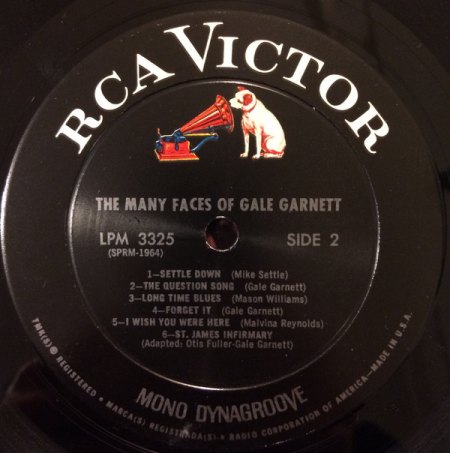 RCA VICTOR
THE MANY FACES OF GALE GARNETT
LPM 3325
(SPRM-1964)
SIDE 2
1—SETTLE DOWN (Mike Settle)
2—THE QUESTION SONG (Gale Garnett)
3—LONG TIME BLUES (Mason Williams)
4—FORGET IT (Gale Garnett)
5—I WISH YOU WERE HERE (Malvina Reynolds)
6—ST. JAMES INFIRMARY
(Adapted: Otis Fuller-Gale Garnett)
MONO DYNAGROOVE
TMK(S) ® REGISTERED • MARCA(S) REGISTRADA(S) • RADIO CORPORATION OF AMERICA—MADE IN U.S.A.